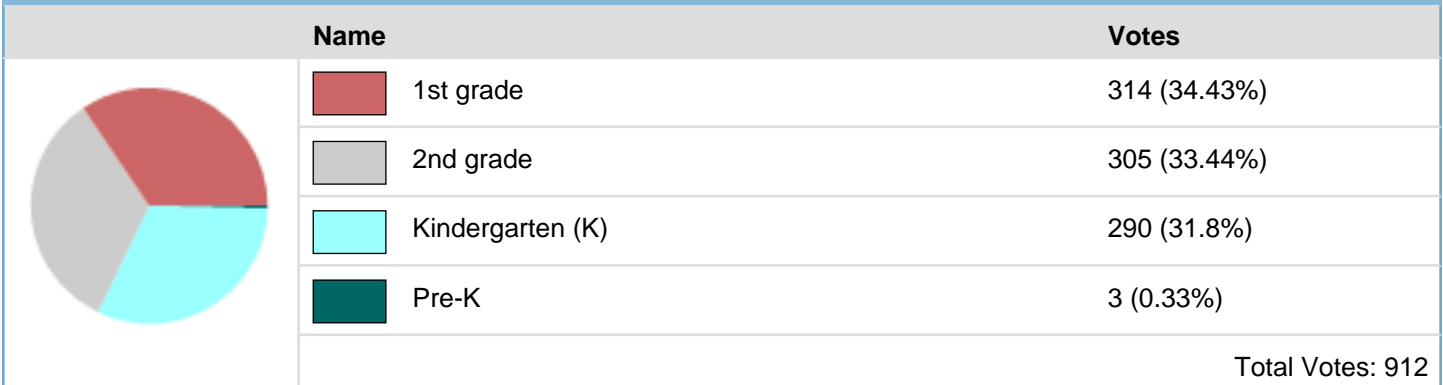 Name Votes
1st grade 314 (34.43%)
2nd grade 305 (33.44%)
Kindergarten (K) 290 (31.8%)
Pre-K 3 (0.33%)
Total Votes: 912